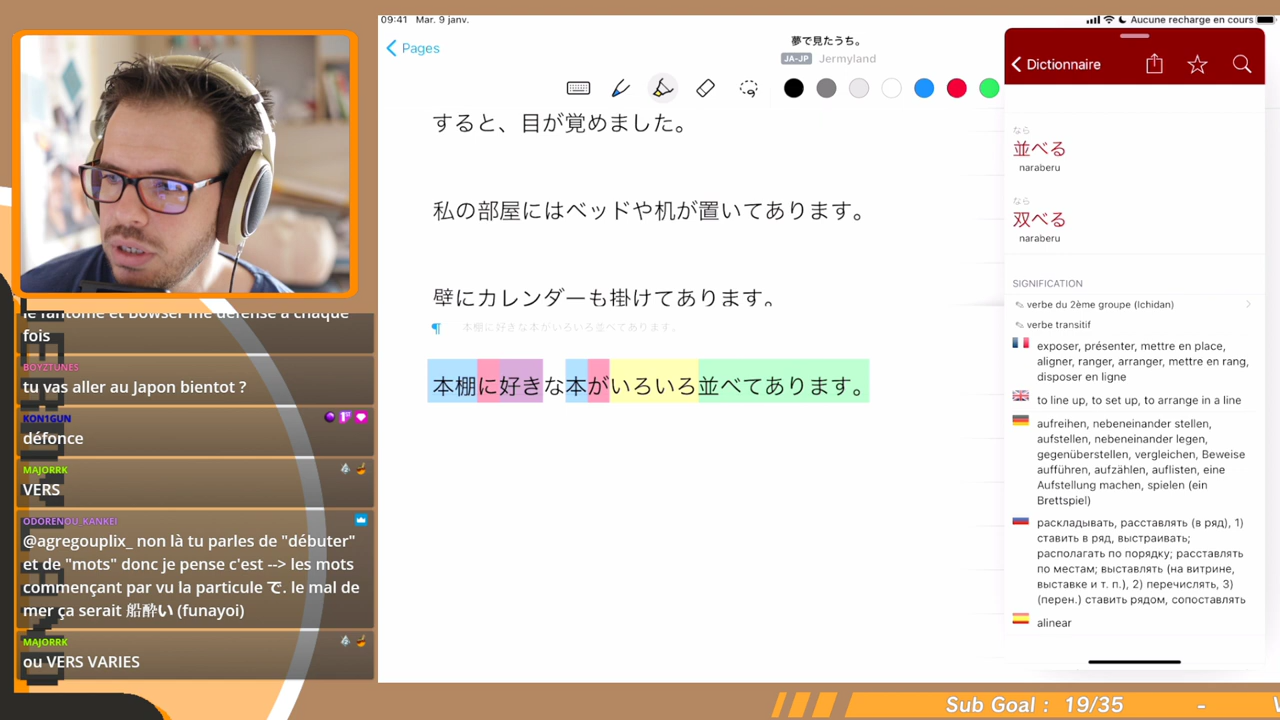 09:41 Mar. 9 janv.
Aucune recharge en cours
Pages
夢で見たうち。
JA-JP Jermyland
すると、目が覚めました。
私の部屋にはベッドや机が置いてあります。
壁にカレンダーも掛けてあります。
本棚に好きな本がいろいろ並べてあります。
本棚に好きな本がいろいろ並べてあります。
Dictionnaire
なら
並べる
naraberu
なら
双べる
naraberu
SIGNIFICATION
verbe du 2ème groupe (Ichidan)
verbe transitif
exposer, présenter, mettre en place,
aligner, ranger, arranger, mettre en rang,
disposer en ligne
to line up, to set up, to arrange in a line
aufreihen, nebeneinander stellen,
aufstellen, nebeneinander legen,
gegenüberstellen, vergleichen, Beweise
aufführen, aufzählen, auflisten, eine
Aufstellung machen, spielen (ein
Brettspiel)
раскладывать, расставлять (в ряд), 1)
ставить в ряд, выстраивать;
располагать по порядку; расставлять
по местам; выставлять (на витрине,
выставке и т. п.), 2) перечислять, 3)
(перен.) ставить рядом, сопоставлять
alinear
le fantome et Bowser me défense à chaque
fois
BOYZTUNES
tu vas aller au Japon bientot ?
KON1GUN
défonce
MAJORRK
VERS
ODORENOU_KANKEI
@agregouplix_ non là tu parles de "débuter"
et de "mots" donc je pense c'est --> les mots
commençant par vu la particule で. le mal de
mer ça serait 船酔い (funayoi)
MAJORRK
ou VERS VARIES
Sub Goal : 19/35 -